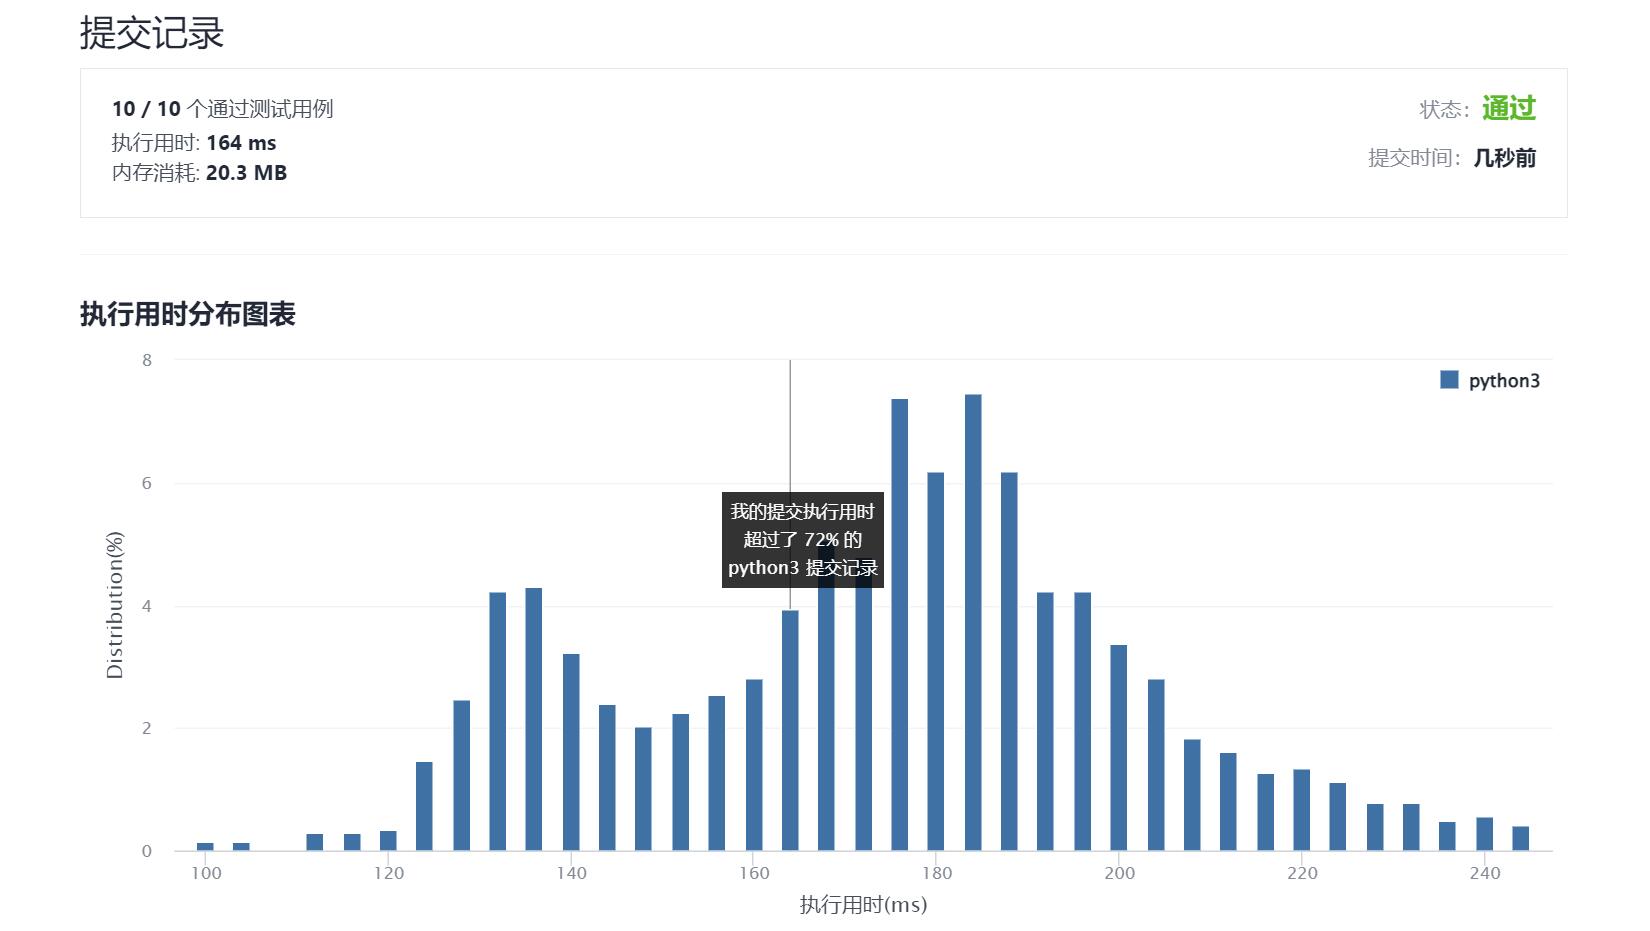 提交记录
10 / 10 个通过测试用例
状态：通过
执行用时: 164 ms
提交时间：几秒前
内存消耗: 20.3 MB
执行用时分布图表
8
python3
6
我的提交执行用时
超过了 72% 的
python3 提交记录
Distribution(%)
4
2
0
100 120 140 160 180 200 220 240
执行用时(ms)